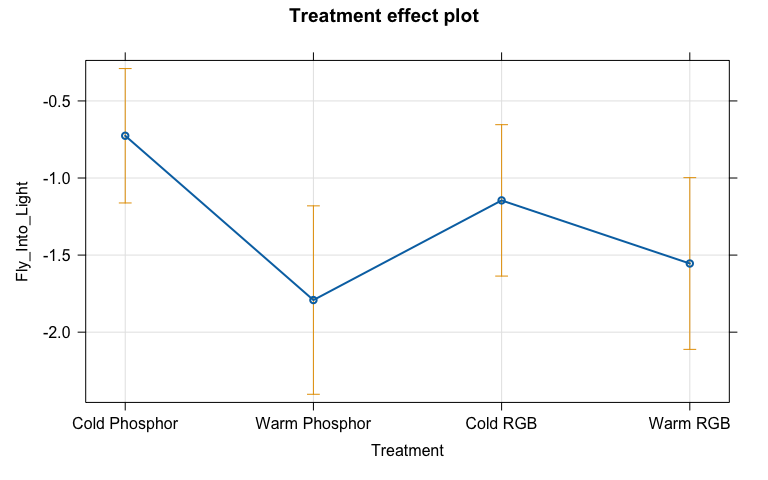 Treatment effect plot
-0.5
-1.0
-1.5
-2.0
Fly_Into_Light
Cold Phosphor Warm Phosphor Cold RGB Warm RGB
Treatment